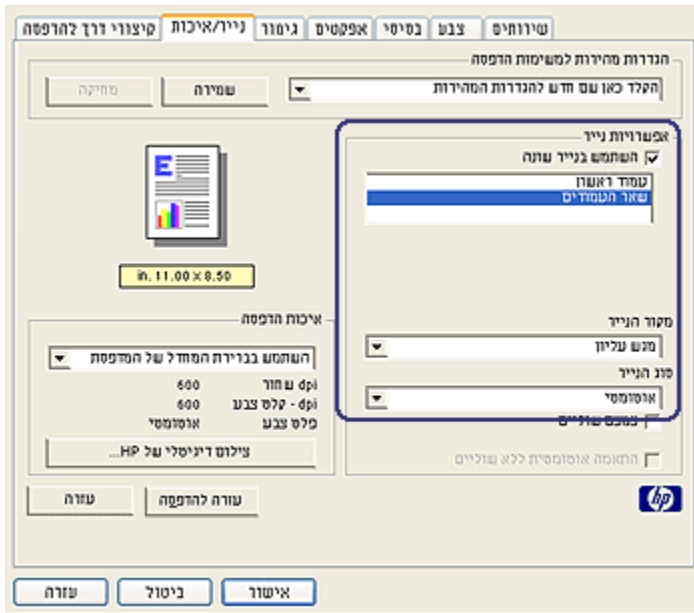 שירותים צבע בסיסי אפקטים גימור נייר/איכות קיצורי דרך להדפסה
הגדרות מהירות למשימות הדפסה
הקלד כאן שם חדש להגדרות המהירות שמירה מחיקה
אפשרויות נייר
השתמש בנייר שונה
עמוד ראשון
שאר העמודים
E
in. 11.00 × 8.50
מקור הנייר
מגש עליון
סוג הנייר
אוטומטי
שוליים
התאמה אוטומטית ללא שוליים
איכות הדפסה
השתמש בברירת המחדל של המדפסת
dpi שחור 600
dpi - קלט צבע 600
פלט צבע אוטומטי
צילום דיגיטלי של HP...
עזרה להדפסה עזרה
hp
אישור ביטול עזרה